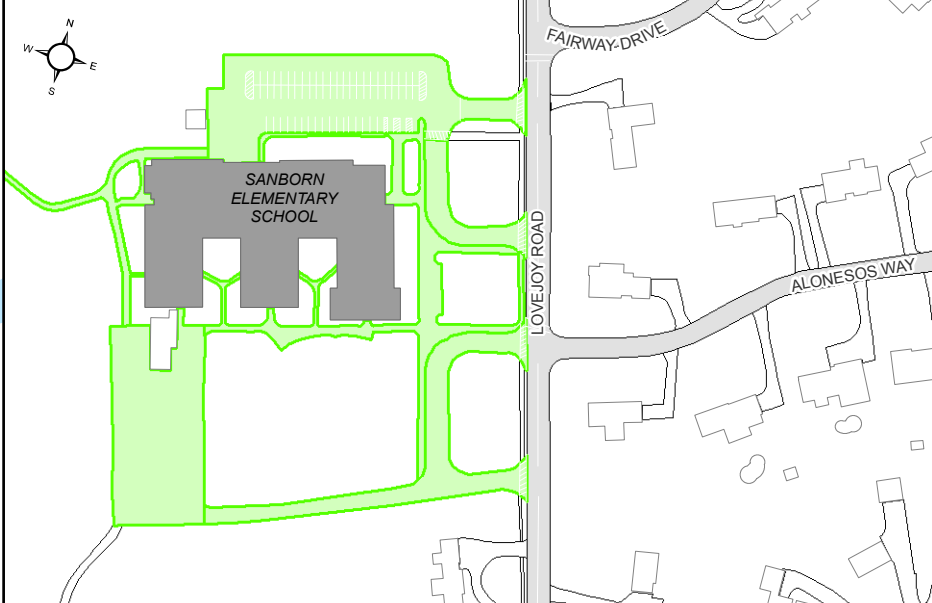 N
W
E
S
FAIRWAY DRIVE
SANBORN
ELEMENTARY
SCHOOL
LOVEJOY ROAD
ALONESOS WAY